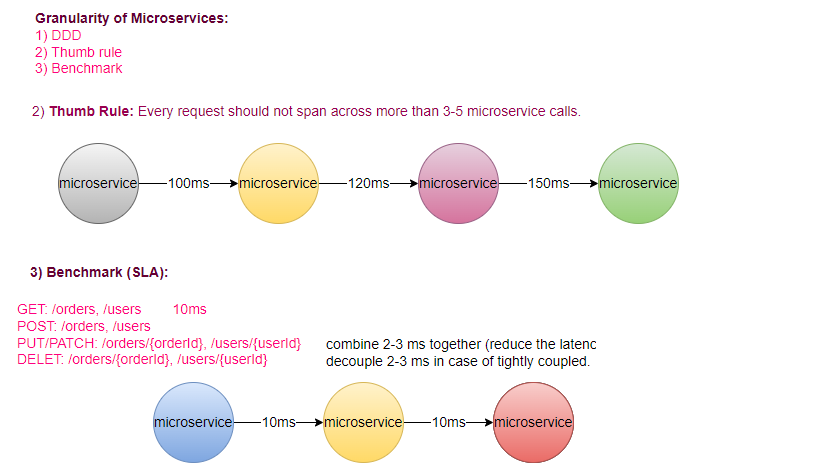 Granularity of Microservices:
1) DDD
2) Thumb rule
3) Benchmark
2) Thumb Rule: Every request should not span across more than 3-5 microservice calls.
microservice 100ms microservice 120ms microservice 150ms microservice
3) Benchmark (SLA):
GET: /orders, /users 10ms
POST: /orders, /users
PUT/PATCH: /orders/{orderId}, /users/{userId}
DELET: /orders/{orderId}, /users/{userId}
combine 2-3 ms together (reduce the latenc
decouple 2-3 ms in case of tightly coupled.
microservice 10ms microservice 10ms microservice